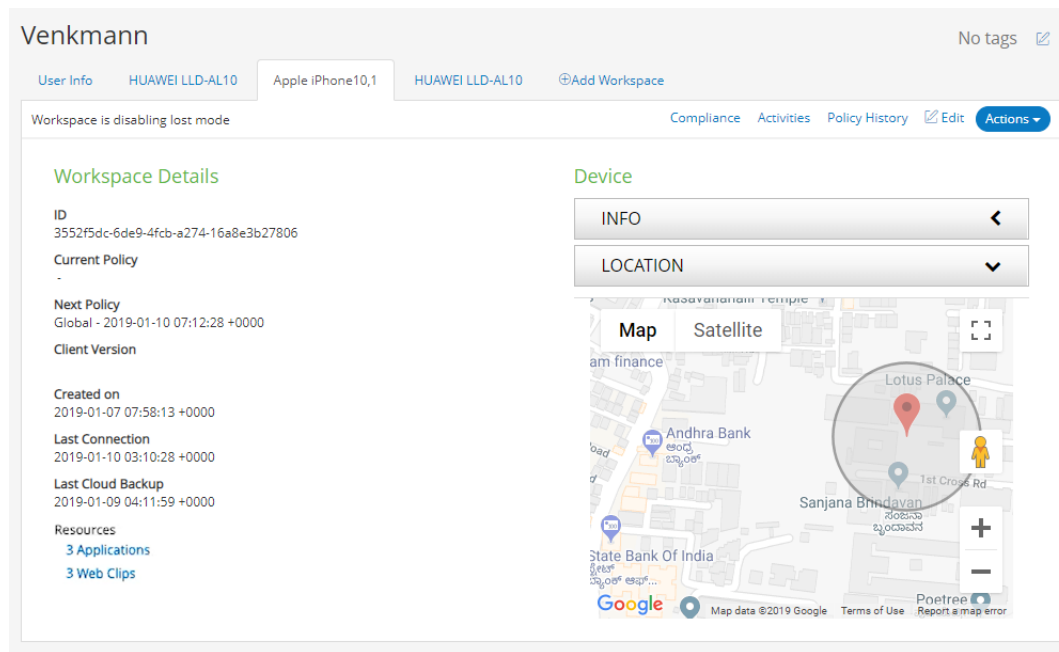 Venkmann
No tags
User Info HUAWEI LLD-AL10 Apple iPhone10,1 HUAWEI LLD-AL10 Add Workspace
Workspace is disabling lost mode
Compliance Activities Policy History Edit Actions
Workspace Details
ID
3552f5dc-6de9-4fcb-a274-16a8e3b27806
Current Policy
-
Next Policy
Global - 2019-01-10 07:12:28 +0000
Client Version
Created on
2019-01-07 07:58:13 +0000
Last Connection
2019-01-10 03:10:28 +0000
Last Cloud Backup
2019-01-09 04:11:59 +0000
Resources
3 Applications
3 Web Clips
Device
INFO
LOCATION
Kasavanahalli Temple
Map Satellite
am finance
Lotus Palace
Andhra Bank
ಆಂಧ್ರ
ಬ್ಯಾಂಕ್
oad
1st Cross Rd
Sanjana Brindavan
ಸಂಜನಾ
ಬೃಂದಾವನ
State Bank Of India
ಸ್ಟೇಟ್
ಬ್ಯಾಂಕ್ ಆಫ್...
Poetree
Google
Map data ©2019 Google Terms of Use Report a map error